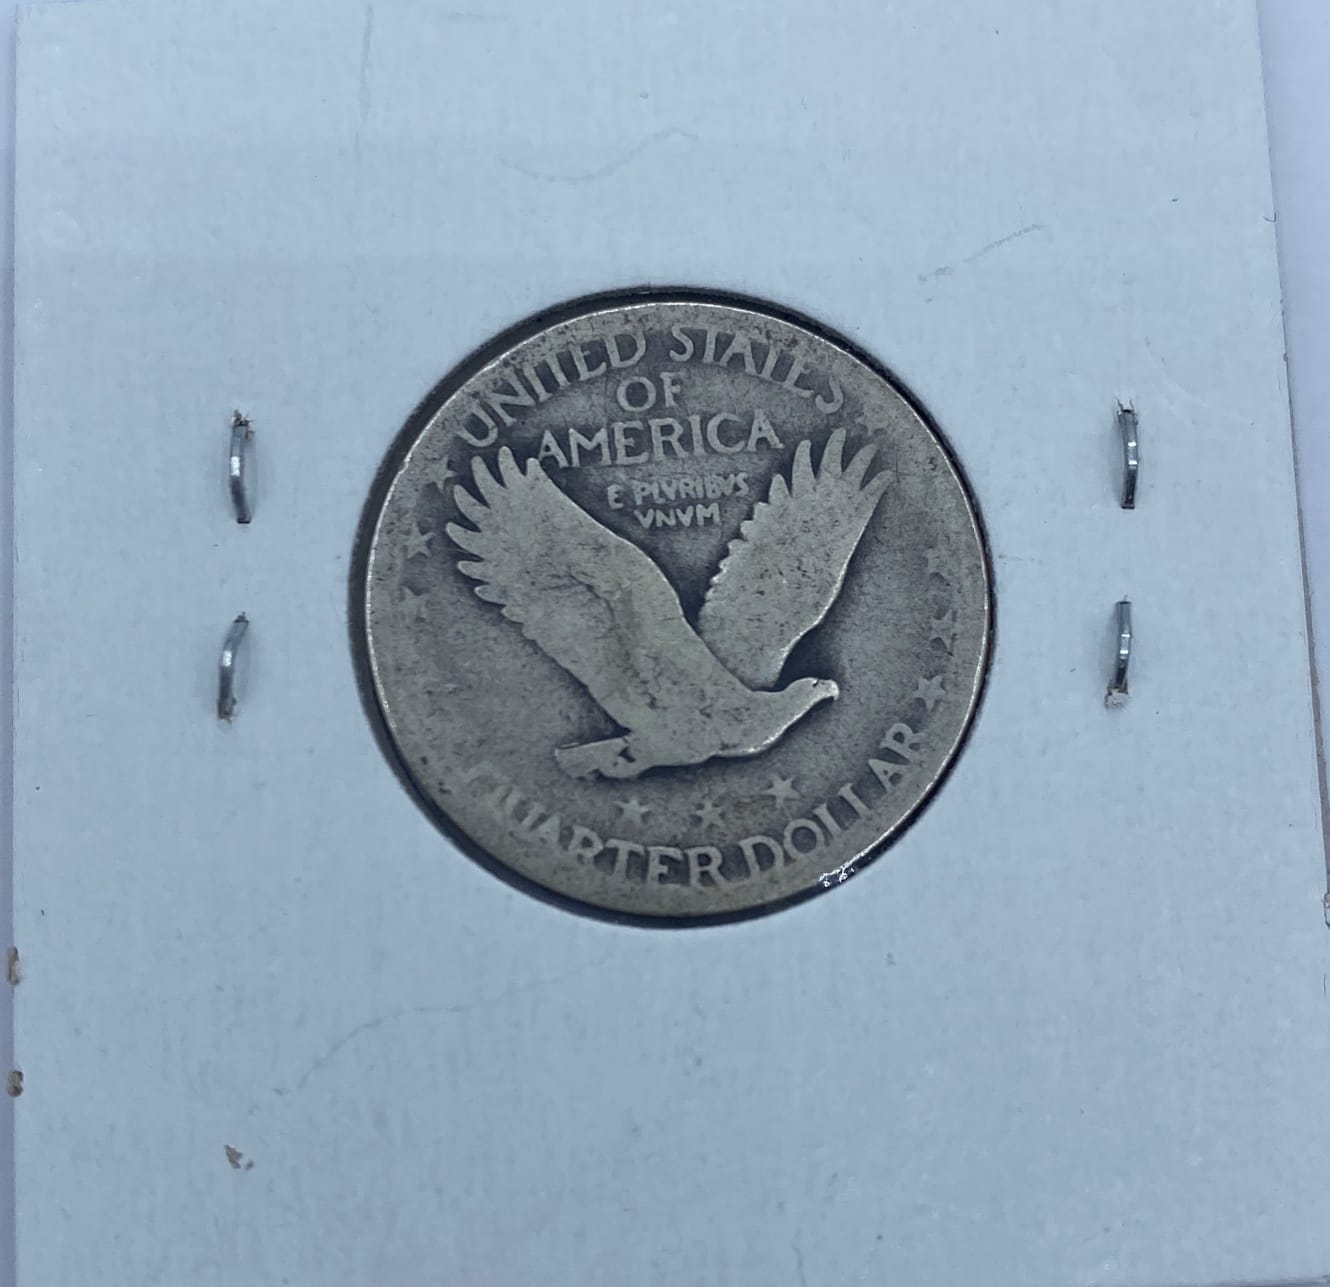 UNITED STATES
OF
AMERICA
E PLVRIBVS
VNVM
QUARTER DOLLAR